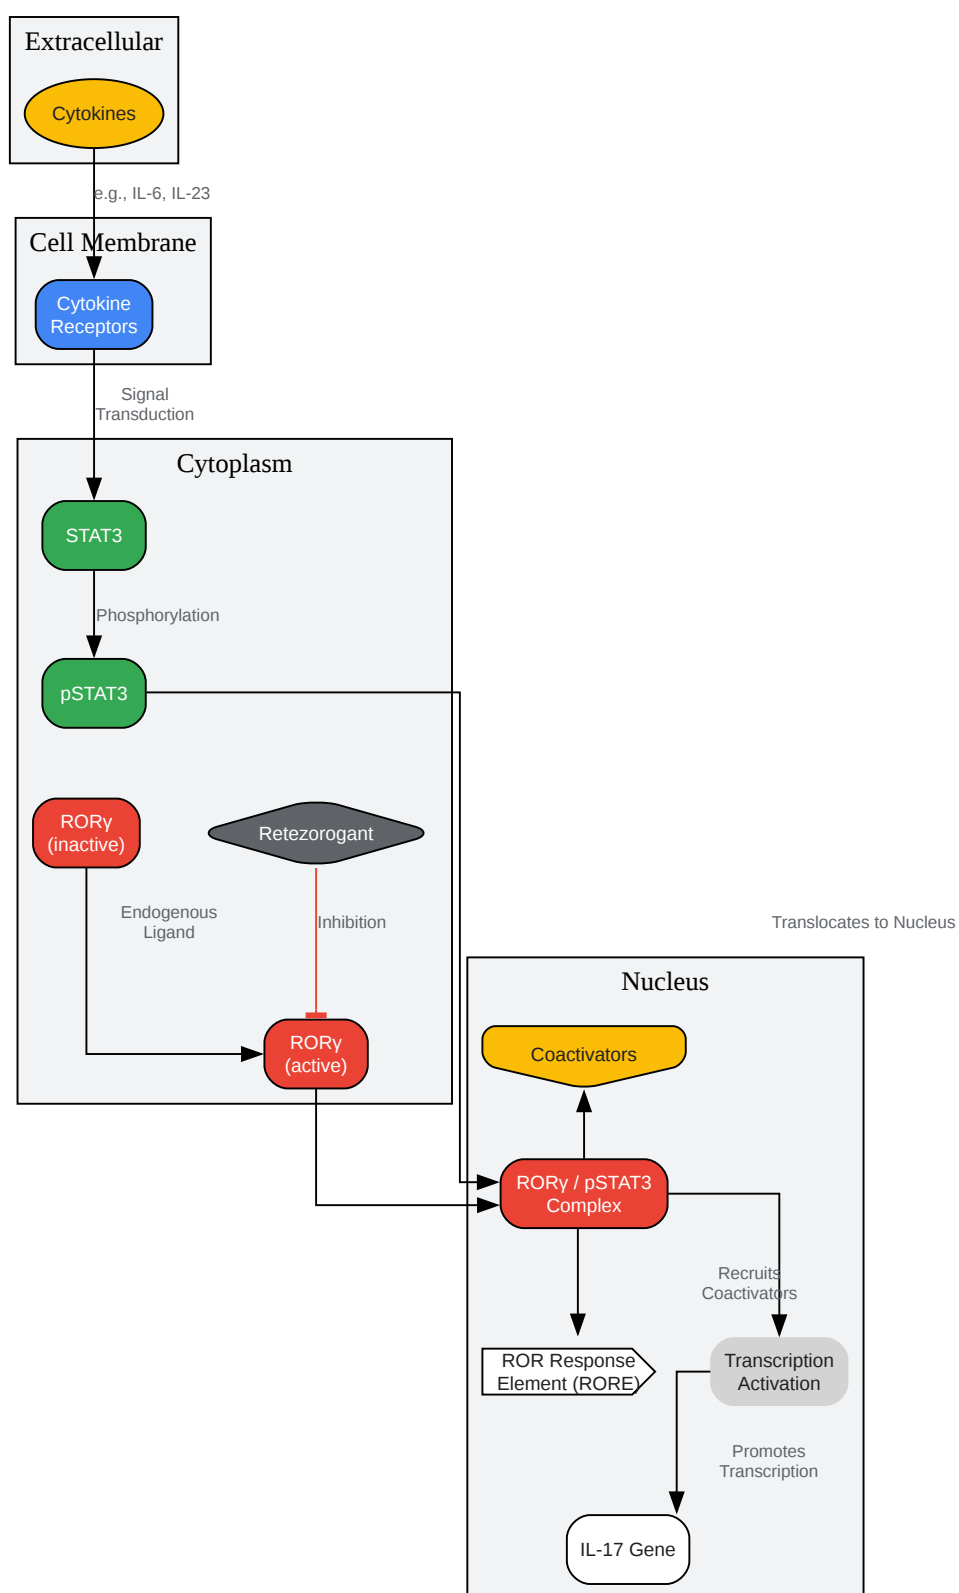 Extracellular
Cytokines
e.g., IL-6, IL-23
Cell Membrane
Cytokine
Receptors
Signal
Transduction
Cytoplasm
STAT3
Phosphorylation
pSTAT3
RORγ
(inactive)
Retezorogant
Endogenous
Ligand
Inhibition
Translocates to Nucleus
RORγ
(active)
Nucleus
Coactivators
RORγ / pSTAT3
Complex
Recruits
Coactivators
ROR Response
Element (RORE)
Transcription
Activation
Promotes
Transcription
IL-17 Gene